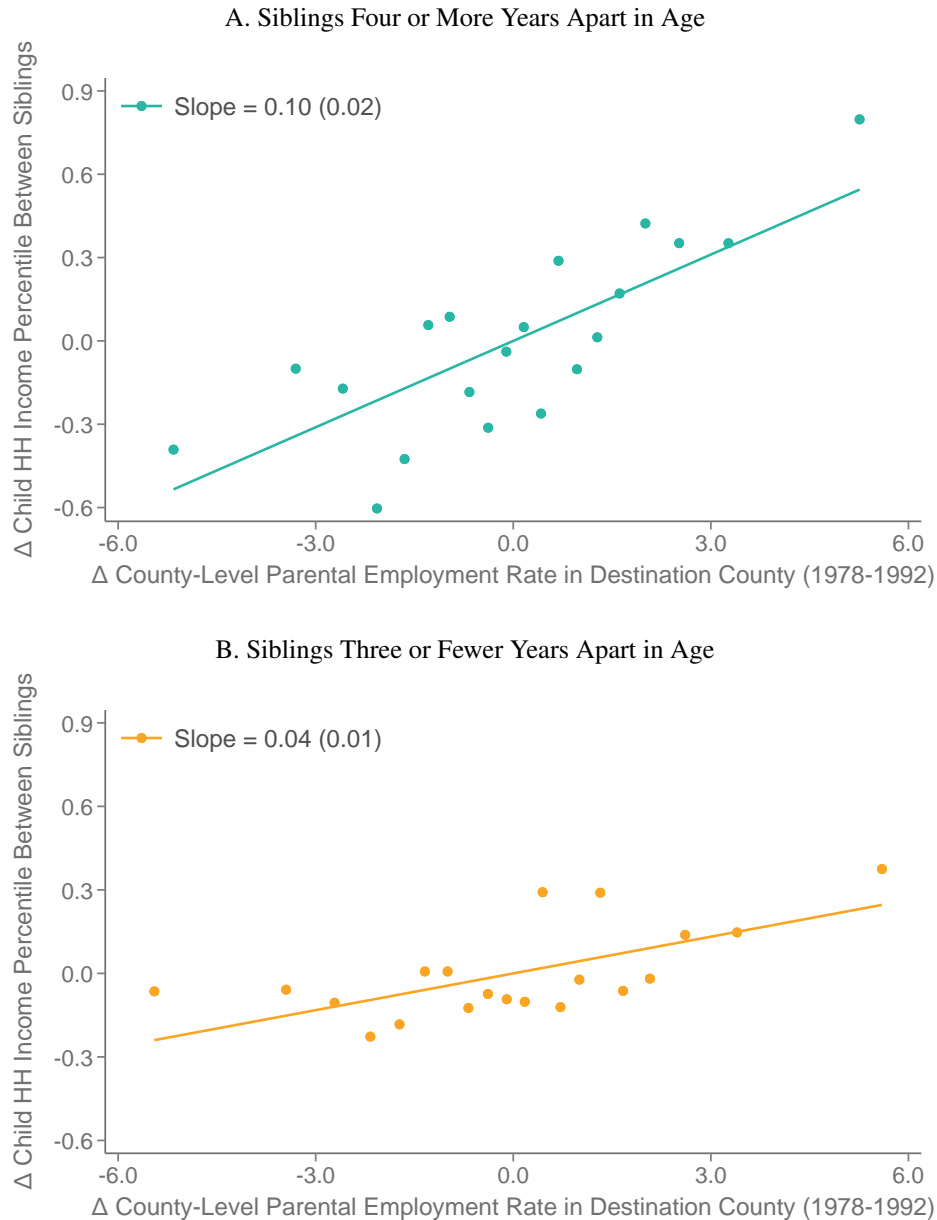 A. Siblings Four or More Years Apart in Age
Δ Child HH Income Percentile Between Siblings
0.9
0.6
0.3
0.0
-0.3
-0.6
Slope = 0.10 (0.02)
-6.0 -3.0 0.0 3.0 6.0
Δ County-Level Parental Employment Rate in Destination County (1978-1992)
B. Siblings Three or Fewer Years Apart in Age
Δ Child HH Income Percentile Between Siblings
0.9
0.6
0.3
0.0
-0.3
-0.6
Slope = 0.04 (0.01)
-6.0 -3.0 0.0 3.0 6.0
Δ County-Level Parental Employment Rate in Destination County (1978-1992)